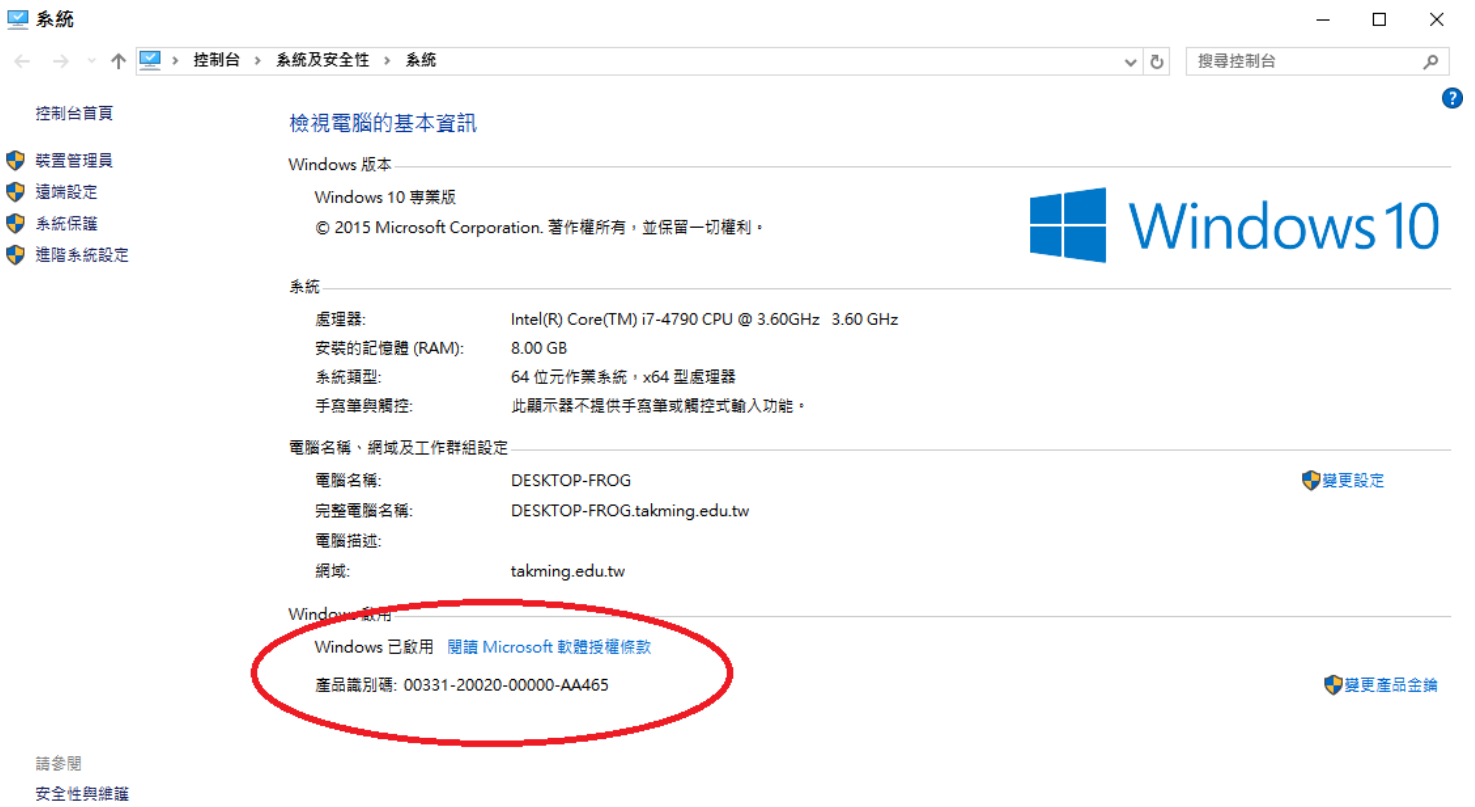 系統
控制台 › 系統及安全性 › 系統
搜尋控制台
控制台首頁
裝置管理員
遠端設定
系統保護
進階系統設定
檢視電腦的基本資訊
Windows 版本
Windows 10 專業版
© 2015 Microsoft Corporation. 著作權所有，並保留一切權利。
Windows 10
系統
處理器: Intel(R) Core(TM) i7-4790 CPU @ 3.60GHz 3.60 GHz
安裝的記憶體 (RAM): 8.00 GB
系統類型: 64 位元作業系統，x64 型處理器
手寫筆與觸控: 此顯示器不提供手寫筆或觸控式輸入功能。
電腦名稱、網域及工作群組設定
電腦名稱: DESKTOP-FROG 變更設定
完整電腦名稱: DESKTOP-FROG.takming.edu.tw
電腦描述:
網域: takming.edu.tw
Windows 啟用
Windows 已啟用 閱讀 Microsoft 軟體授權條款
產品識別碼: 00331-20020-00000-AA465 變更產品金鑰
請參閱
安全性與維護